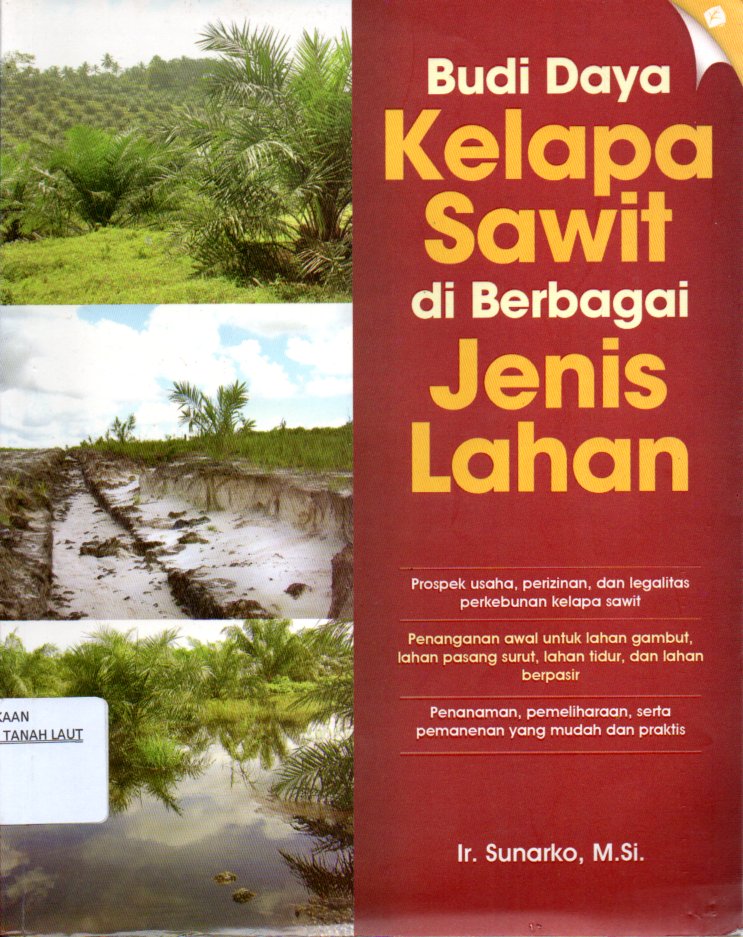 Budi Daya
Kelapa
Sawit
di Berbagai
Jenis
Lahan
Prospek usaha, perizinan, dan legalitas
perkebunan kelapa sawit
Penanganan awal untuk lahan gambut,
lahan pasang surut, lahan tidur, dan lahan
berpasir
Penanaman, pemeliharaan, serta
pemanenan yang mudah dan praktis
Ir. Sunarko, M.Si.
KAAN
TANAH LAUT